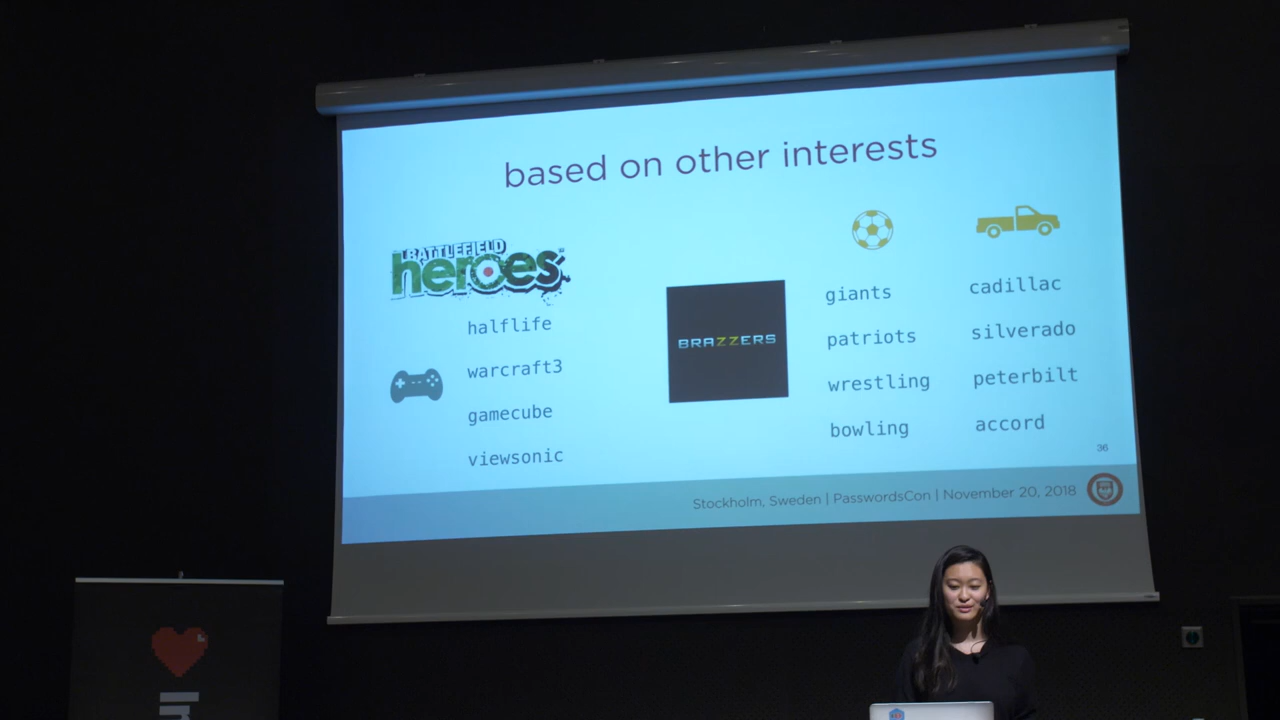 based on other interests
BATTLEFIELD
heroes
halflife
warcraft3
gamecube
viewsonic
BRAZZERS
giants
patriots
wrestling
bowling
cadillac
silverado
peterbilt
accord
36
Stockholm, Sweden | PasswordsCon | November 20, 2018